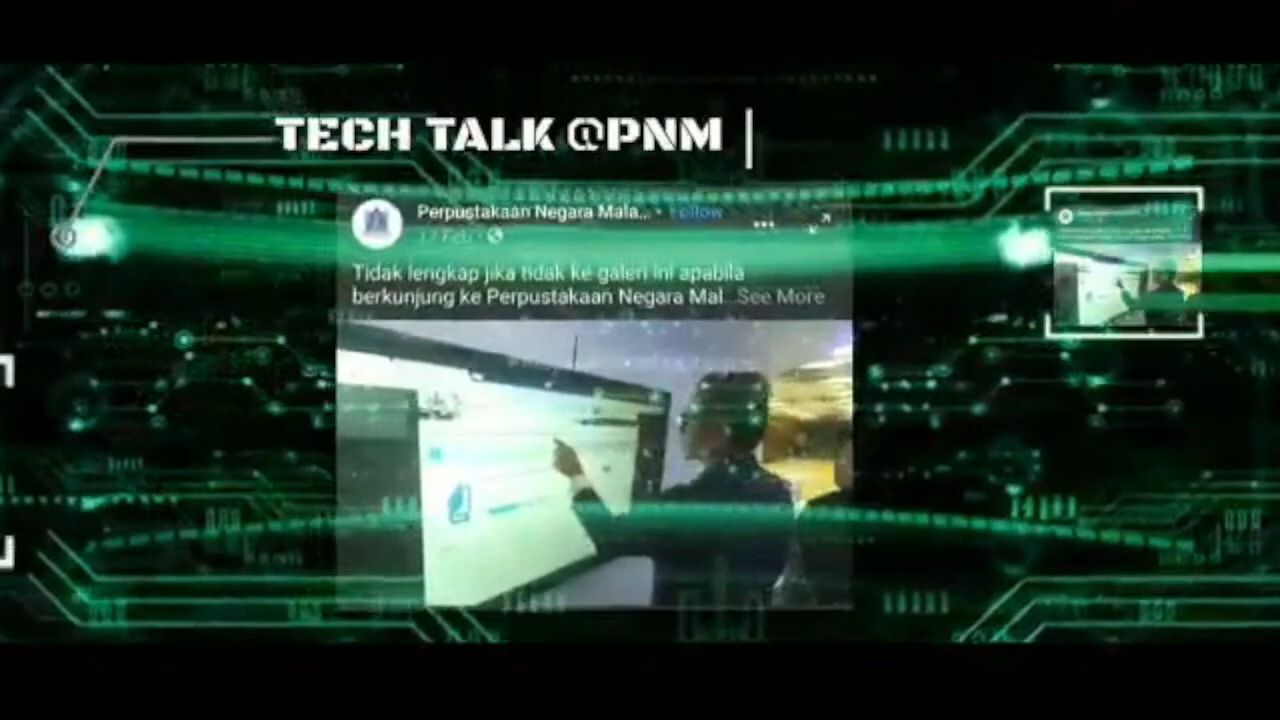 TECH TALK @PNM
Perpustakaan Negara Mala... • Follow
Tidak lengkap jika tidak ke galeri ini apabila
berkunjung ke Perpustakaan Negara Mal...See More